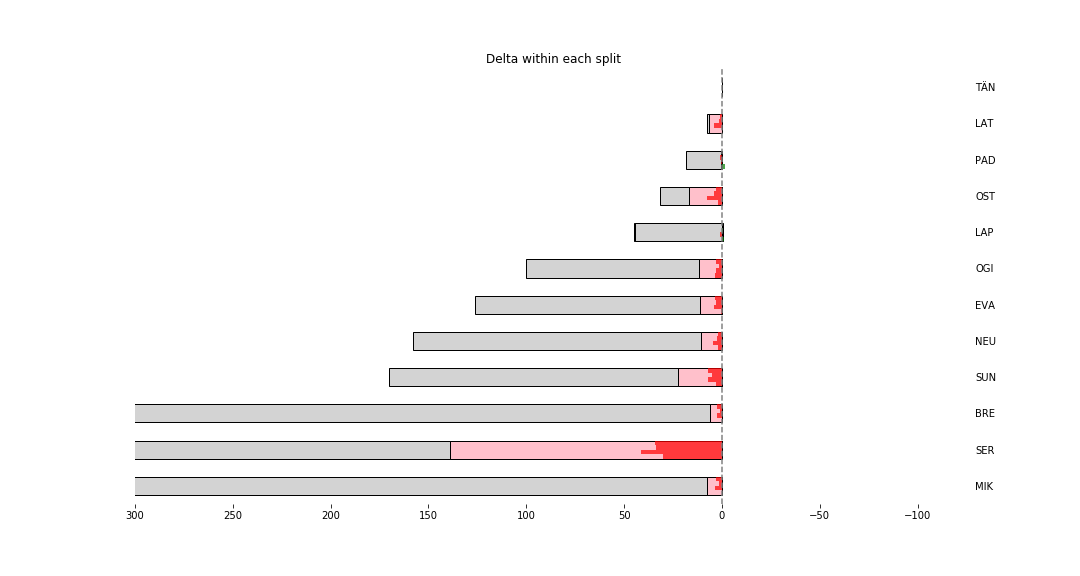 Delta within each split
TÄN
LAT
PAD
OST
LAP
OGI
EVA
NEU
SUN
BRE
SER
MIK
300 250 200 150 100 50 0 −50 −100